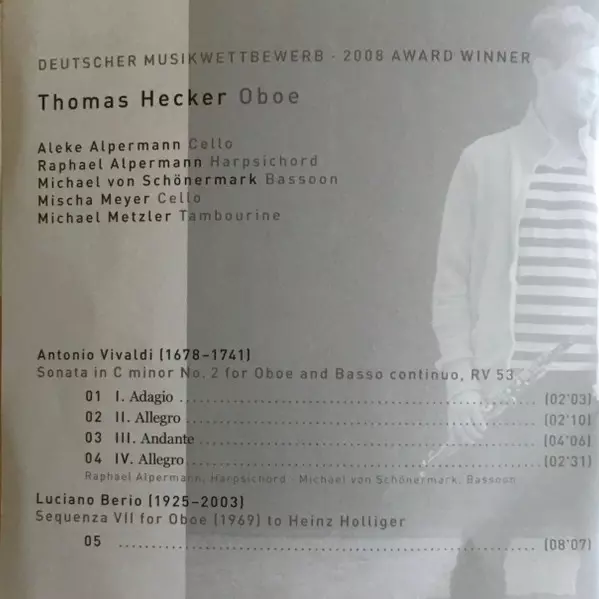 DEUTSCHER MUSIKWETTBEWERB · 2008 AWARD WINNER
Thomas Hecker Oboe
Aleke Alpermann Cello
Raphael Alpermann Harpsichord
Michael von Schönermark Bassoon
Mischa Meyer Cello
Michael Metzler Tambourine
Antonio Vivaldi (1678–1741)
Sonata in C minor No. 2 for Oboe and Basso continuo, RV 53
01 I. Adagio (02'03)
02 II. Allegro (02'10)
03 III. Andante (04'06)
04 IV. Allegro (02'31)
Raphael Alpermann, Harpsichord · Michael von Schönermark, Bassoon
Luciano Berio (1925–2003)
Sequenza VII for Oboe (1969) to Heinz Holliger
05 (08'07)